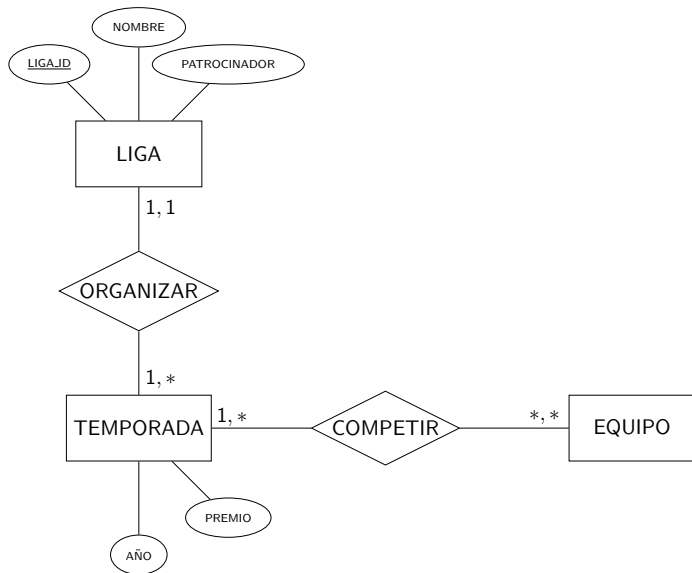 NOMBRE
LIGA_ID
PATROCINADOR
LIGA
1, 1
ORGANIZAR
1, *
TEMPORADA
1, *
COMPETIR
*, *
EQUIPO
PREMIO
AÑO